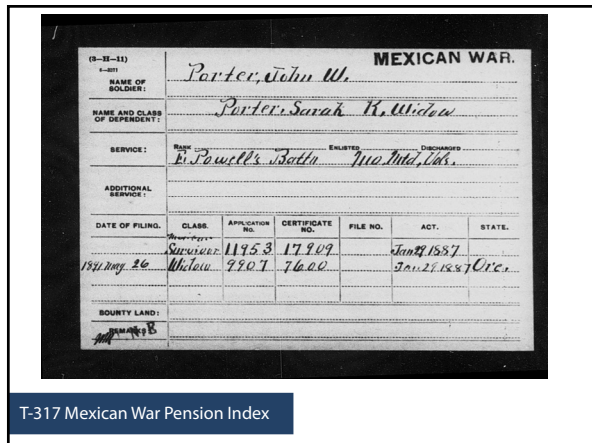 (3—H—11)
MEXICAN WAR.
6—2071
NAME OF SOLDIER: Porter, John W.
NAME AND CLASS OF DEPENDENT: Porter, Sarah K. Widow
SERVICE: RANK ENLISTED DISCHARGED
E. Powell's Battn Mo Mtd, Vols.
ADDITIONAL SERVICE:
DATE OF FILING. CLASS. APPLICATION NO. CERTIFICATE NO. FILE NO. ACT. STATE.
Survivor 11953 17909 Jan 29 1887
1891 May 26 Widow 9907 7600 Jan 29 1887 Ore.
BOUNTY LAND:
REMARKS:
T-317 Mexican War Pension Index